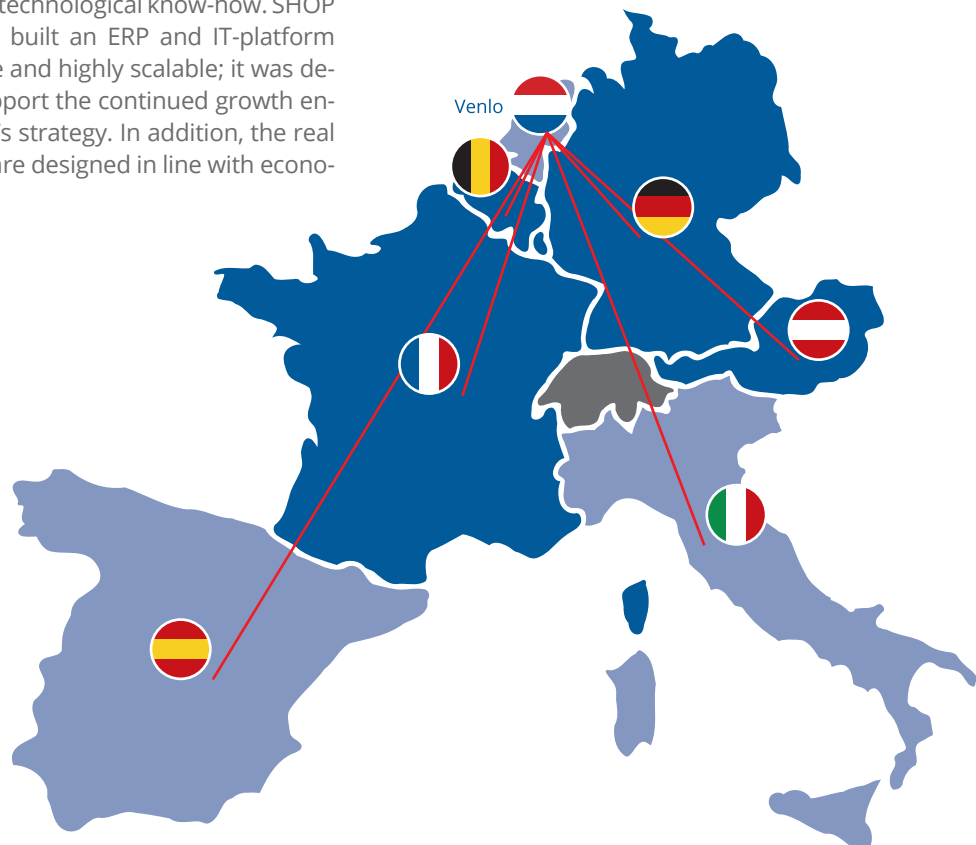 technological know-how. SHOP
built an ERP and IT-platform
e and highly scalable; it was de-
pport the continued growth en-
’s strategy. In addition, the real
are designed in line with econo-
Venlo